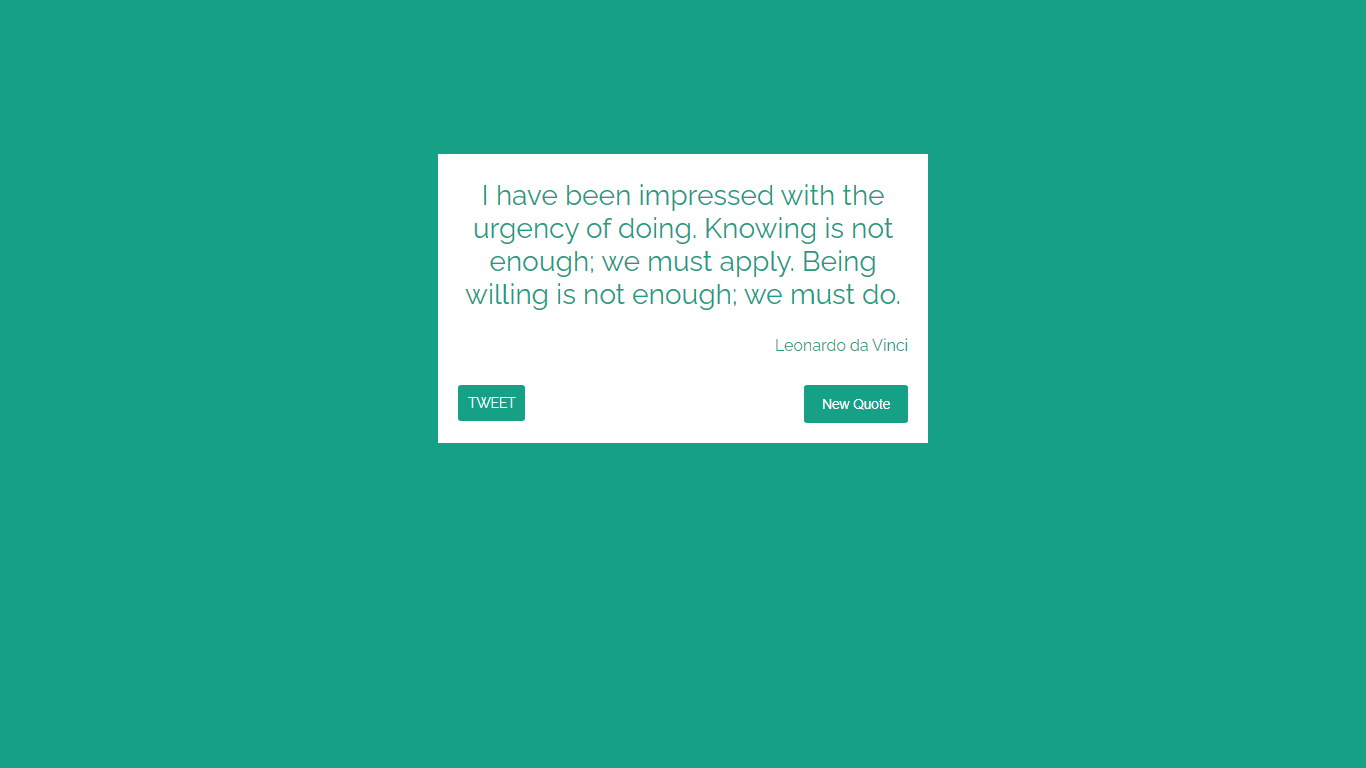 I have been impressed with the
urgency of doing. Knowing is not
enough; we must apply. Being
willing is not enough; we must do.
Leonardo da Vinci
TWEET
New Quote